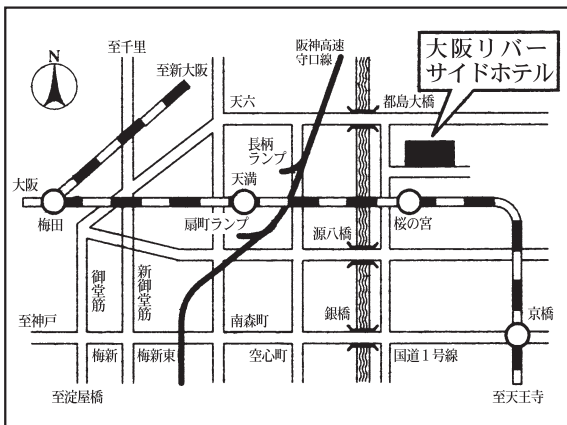 至千里
阪神高速
守口線
大阪リバー
サイドホテル
N
至新大阪
天六
都島大橋
長柄
ランプ
大阪
天満
梅田
扇町ランプ
源八橋
桜の宮
御堂筋
新御堂筋
至神戸
南森町
銀橋
京橋
梅新
梅新東
空心町
国道1号線
至淀屋橋
至天王寺